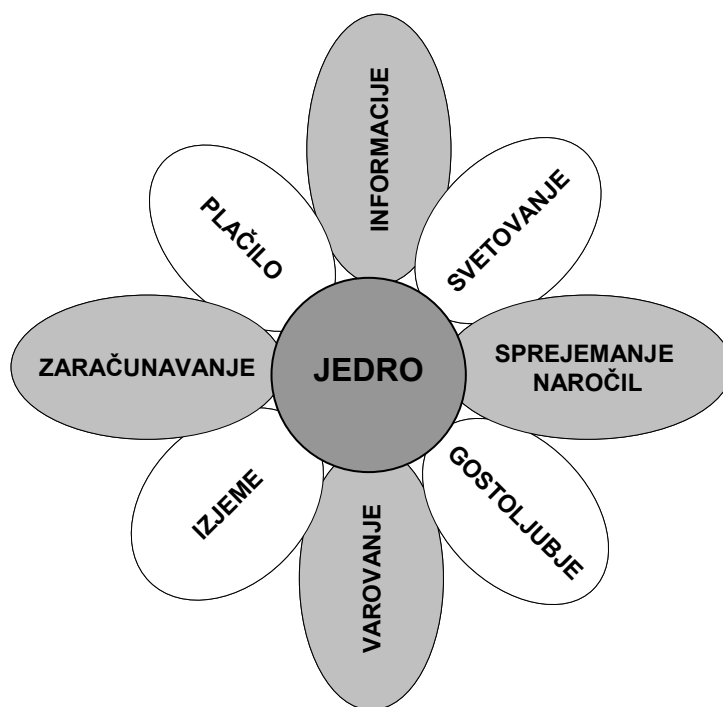 INFORMACIJE
SVETOVANJE
SPREJEMANJE
NAROČIL
GOSTOLJUBJE
VAROVANJE
IZJEME
ZARAČUNAVANJE
PLAČILO
JEDRO